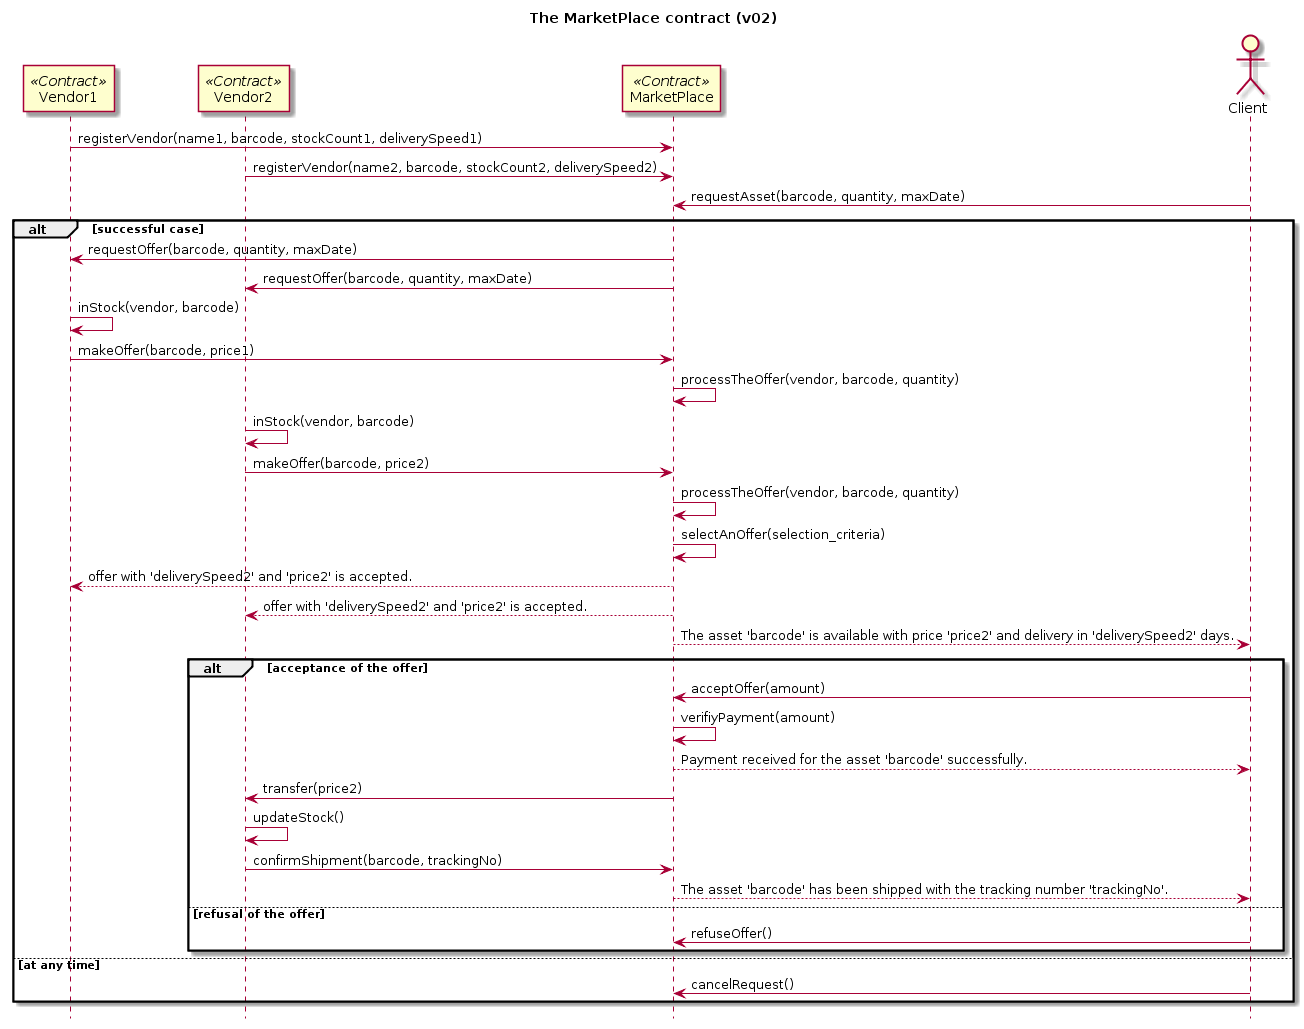 The MarketPlace contract (v02)
«Contract»
Vendor1
«Contract»
Vendor2
«Contract»
MarketPlace
Client
registerVendor(name1, barcode, stockCount1, deliverySpeed1)
registerVendor(name2, barcode, stockCount2, deliverySpeed2)
requestAsset(barcode, quantity, maxDate)
alt [successful case]
requestOffer(barcode, quantity, maxDate)
requestOffer(barcode, quantity, maxDate)
inStock(vendor, barcode)
makeOffer(barcode, price1)
processTheOffer(vendor, barcode, quantity)
inStock(vendor, barcode)
makeOffer(barcode, price2)
processTheOffer(vendor, barcode, quantity)
selectAnOffer(selection_criteria)
offer with 'deliverySpeed2' and 'price2' is accepted.
offer with 'deliverySpeed2' and 'price2' is accepted.
The asset 'barcode' is available with price 'price2' and delivery in 'deliverySpeed2' days.
alt [acceptance of the offer]
acceptOffer(amount)
verifiyPayment(amount)
Payment received for the asset 'barcode' successfully.
transfer(price2)
updateStock()
confirmShipment(barcode, trackingNo)
The asset 'barcode' has been shipped with the tracking number 'trackingNo'.
[refusal of the offer]
refuseOffer()
[at any time]
cancelRequest()